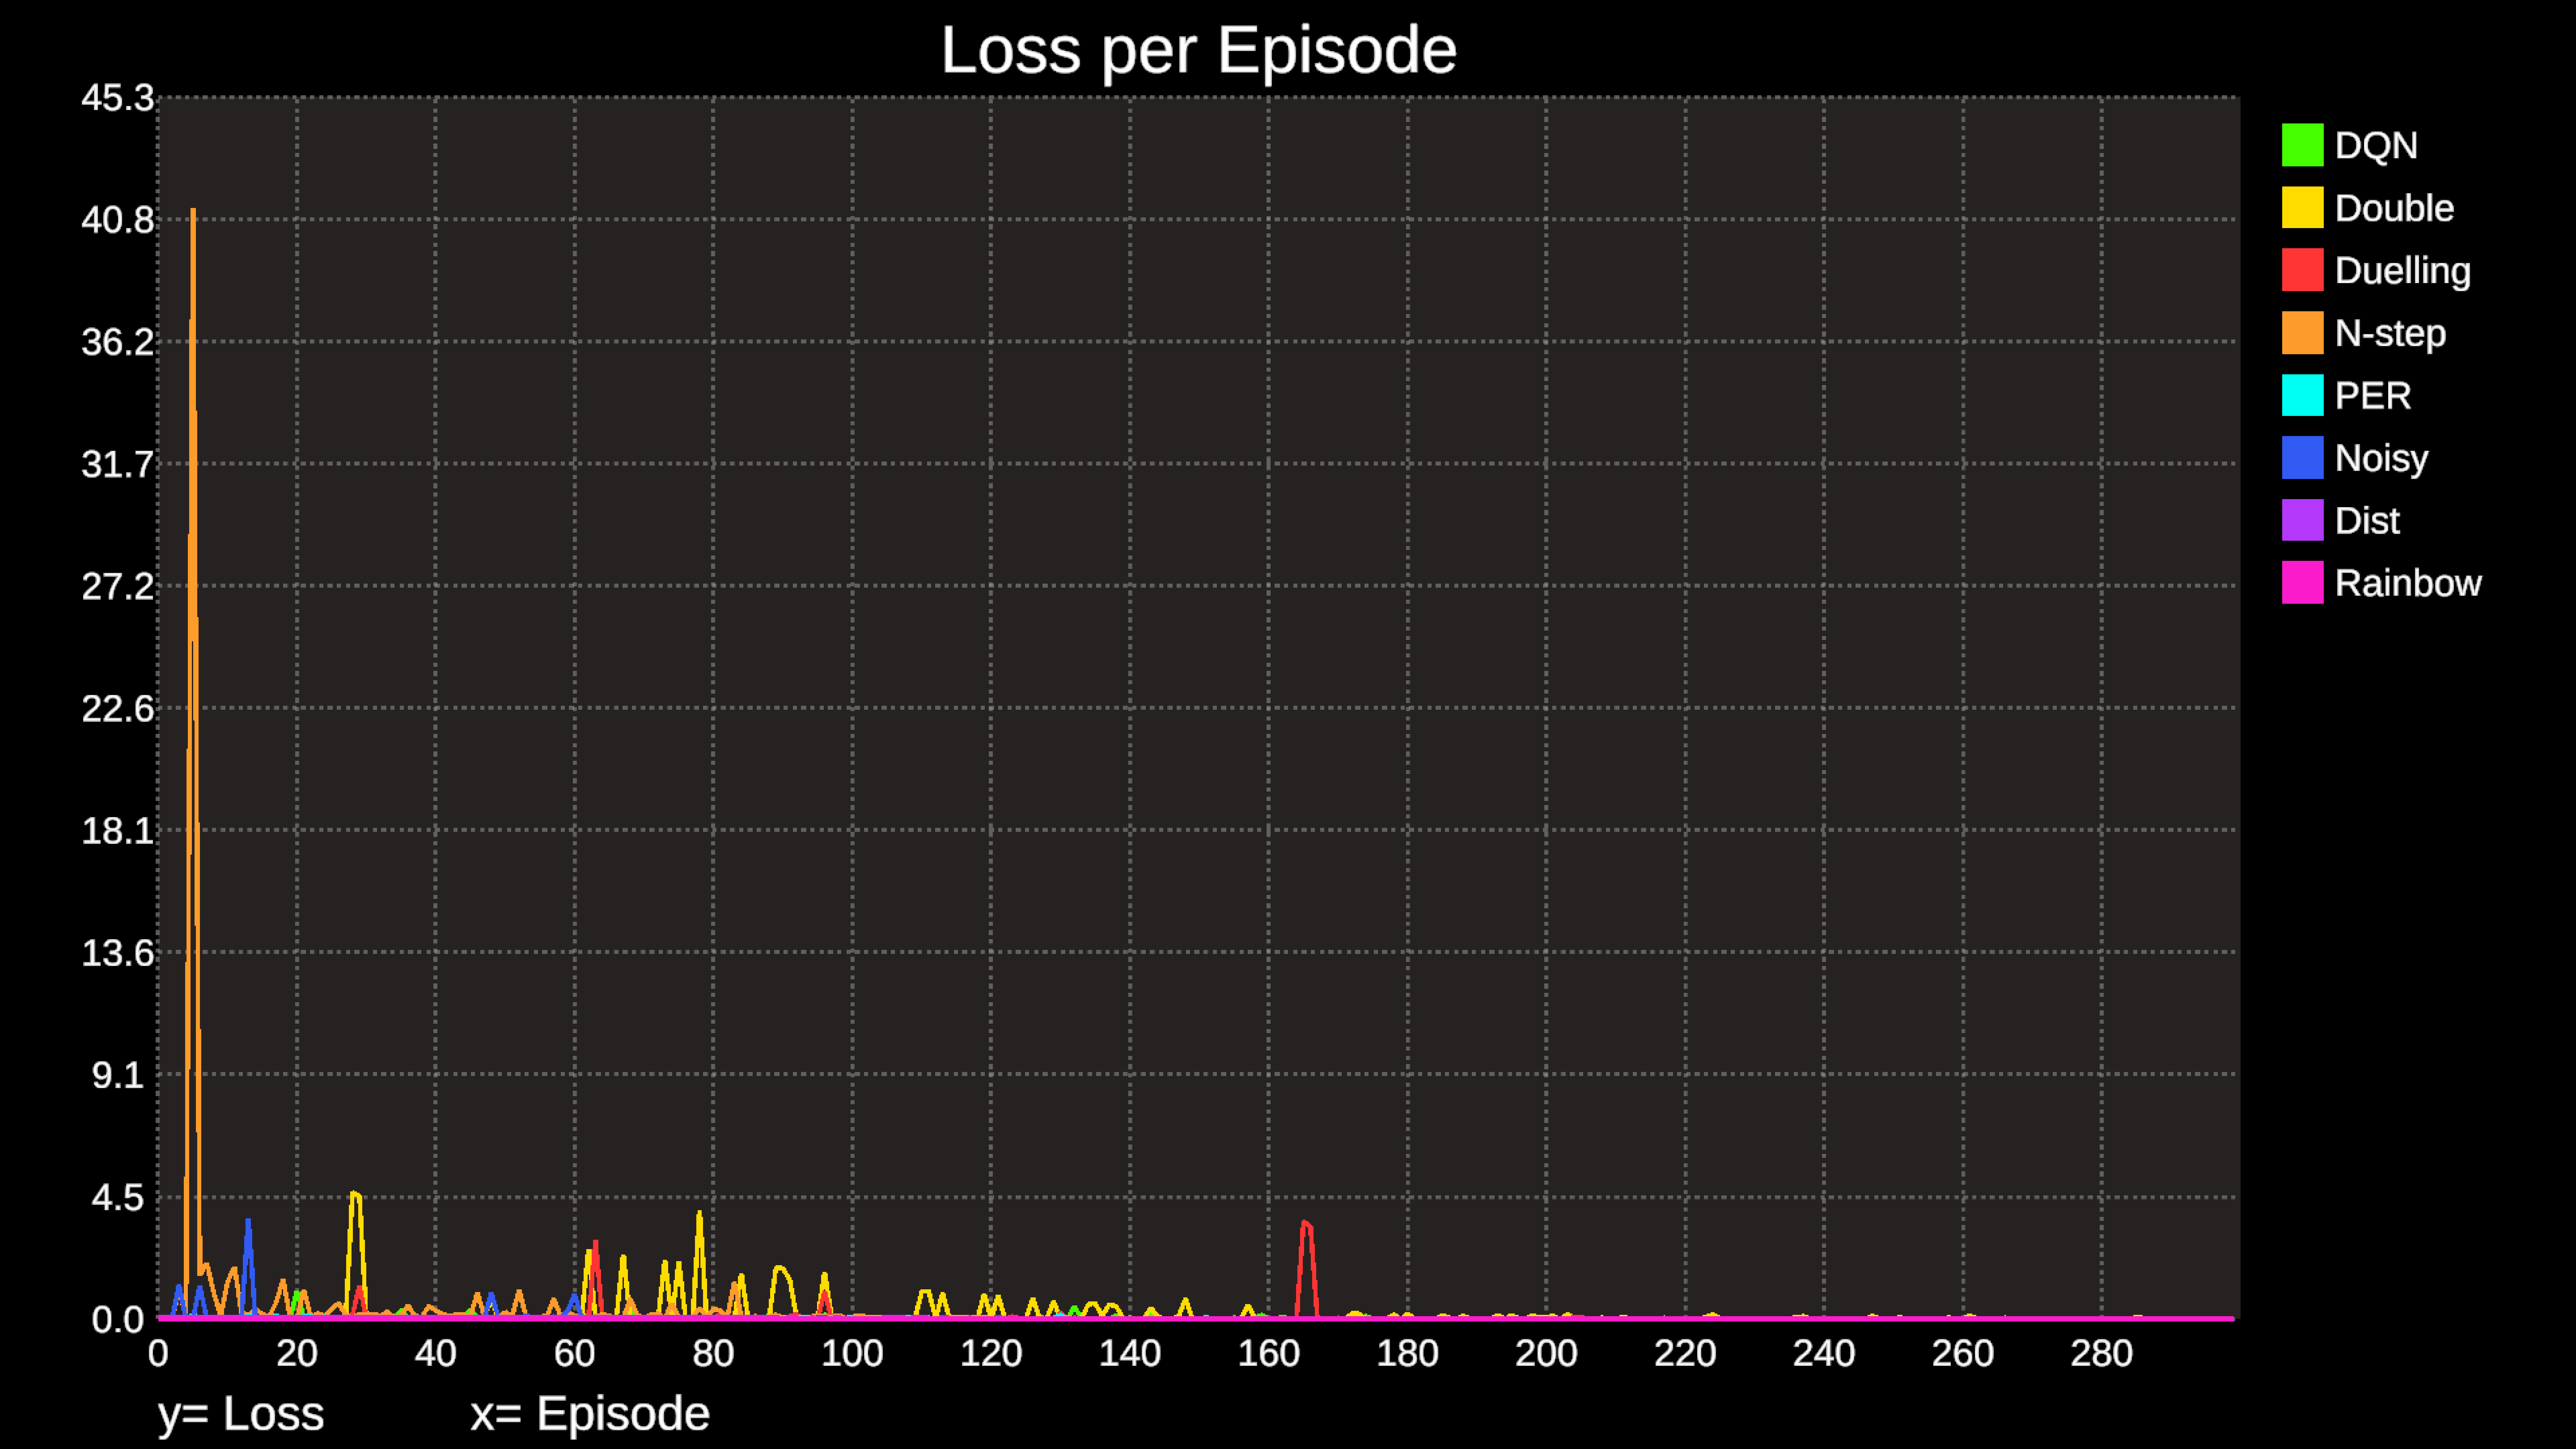 Loss per Episode
45.3
40.8
36.2
31.7
27.2
22.6
18.1
13.6
9.1
4.5
0.0
0 20 40 60 80 100 120 140 160 180 200 220 240 260 280
y= Loss x= Episode
DQN
Double
Duelling
N-step
PER
Noisy
Dist
Rainbow